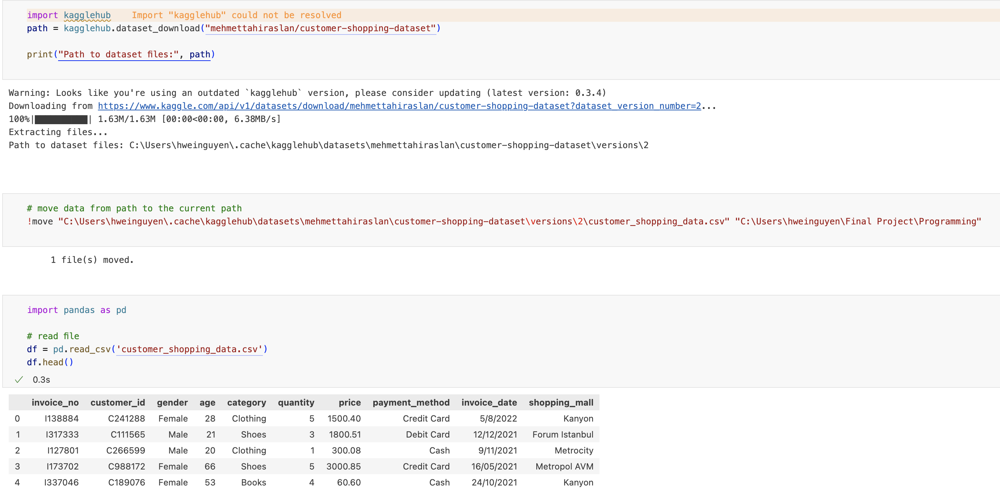 import kagglehub    Import "kagglehub" could not be resolved
path = kagglehub.dataset_download("mehmettahiraslan/customer-shopping-dataset")
print("Path to dataset files:", path)
Warning: Looks like you're using an outdated `kagglehub` version, please consider updating (latest version: 0.3.4)
Downloading from https://www.kaggle.com/api/v1/datasets/download/mehmettahiraslan/customer-shopping-dataset?dataset_version_number=2...
100%|██████████| 1.63M/1.63M [00:00<00:00, 6.38MB/s]
Extracting files...
Path to dataset files: C:\Users\hweinguyen\.cache\kagglehub\datasets\mehmettahiraslan\customer-shopping-dataset\versions\2
# move data from path to the current path
!move "C:\Users\hweinguyen\.cache\kagglehub\datasets\mehmettahiraslan\customer-shopping-dataset\versions\2\customer_shopping_data.csv" "C:\Users\hweinguyen\Final Project\Programming"
1 file(s) moved.
import pandas as pd
# read file
df = pd.read_csv('customer_shopping_data.csv')
df.head()
✓ 0.3s
invoice_no customer_id gender age category quantity price payment_method invoice_date shopping_mall
0 I138884 C241288 Female 28 Clothing 5 1500.40 Credit Card 5/8/2022 Kanyon
1 I317333 C111565 Male 21 Shoes 3 1800.51 Debit Card 12/12/2021 Forum Istanbul
2 I127801 C266599 Male 20 Clothing 1 300.08 Cash 9/11/2021 Metrocity
3 I173702 C988172 Female 66 Shoes 5 3000.85 Credit Card 16/05/2021 Metropol AVM
4 I337046 C189076 Female 53 Books 4 60.60 Cash 24/10/2021 Kanyon